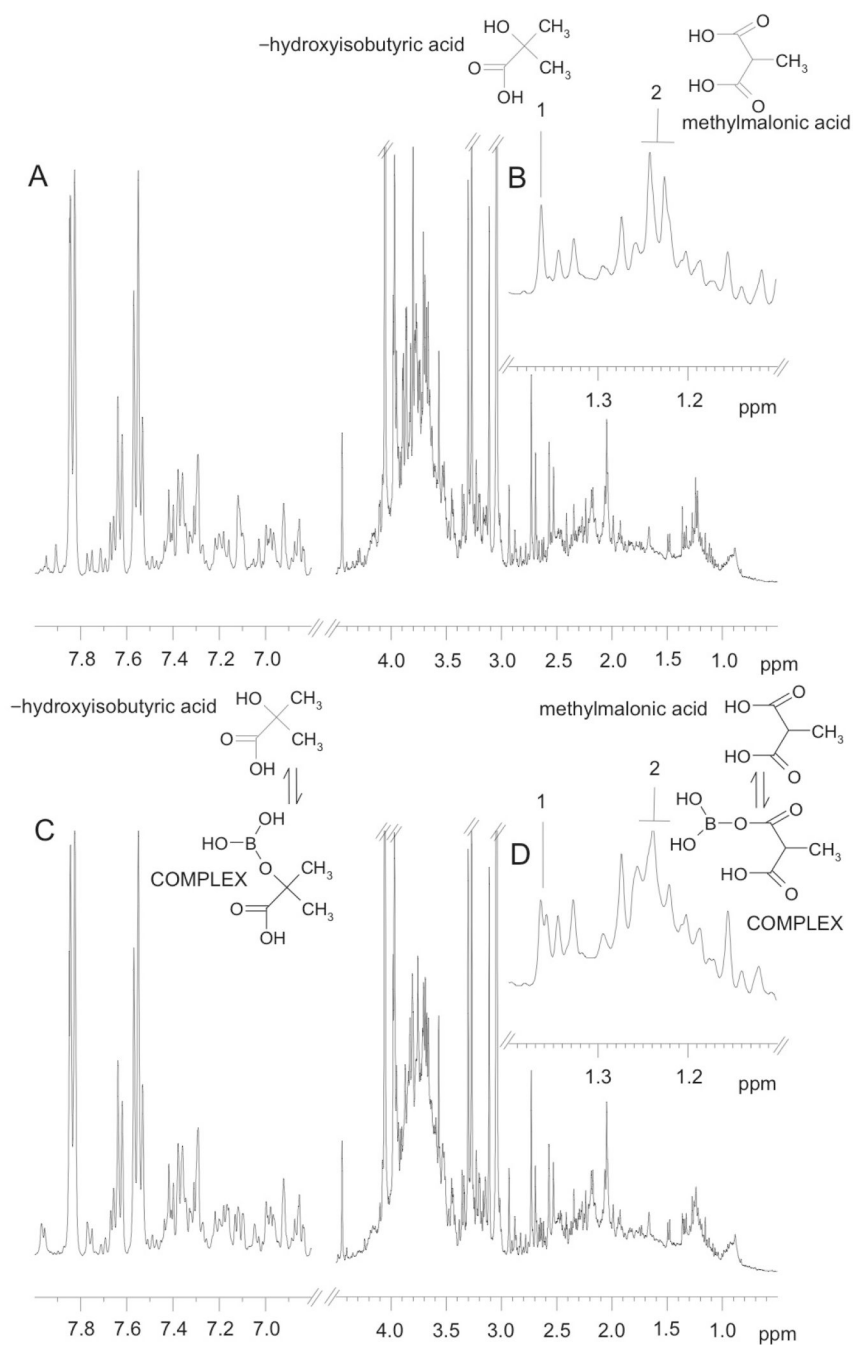 –hydroxyisobutyric acid
HO
CH3
O
CH3
OH
O
HO
CH3
HO
O
methylmalonic acid
1
2
A
B
1.3
1.2
ppm
7.8
7.6
7.4
7.2
7.0
4.0
3.5
3.0
2.5
2.0
1.5
1.0
ppm
–hydroxyisobutyric acid
HO
CH3
O
CH3
OH
methylmalonic acid
HO
O
CH3
HO
O
1
2
C
D
OH
HO
B
O
COMPLEX
CH3
O
CH3
OH
HO
O
B
O
HO
CH3
HO
O
COMPLEX
1.3
1.2
ppm
7.8
7.6
7.4
7.2
7.0
4.0
3.5
3.0
2.5
2.0
1.5
1.0
ppm